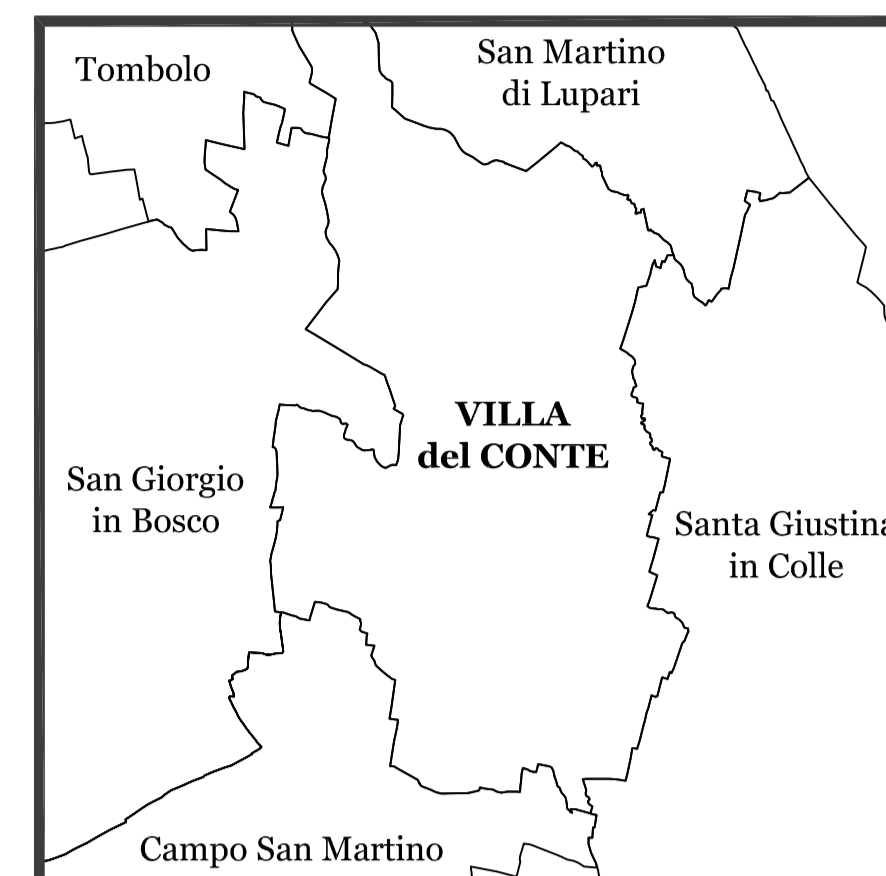 Tombolo
San Martino
di Lupari
VILLA
del CONTE
San Giorgio
in Bosco
Santa Giustina
in Colle
Campo San Martino